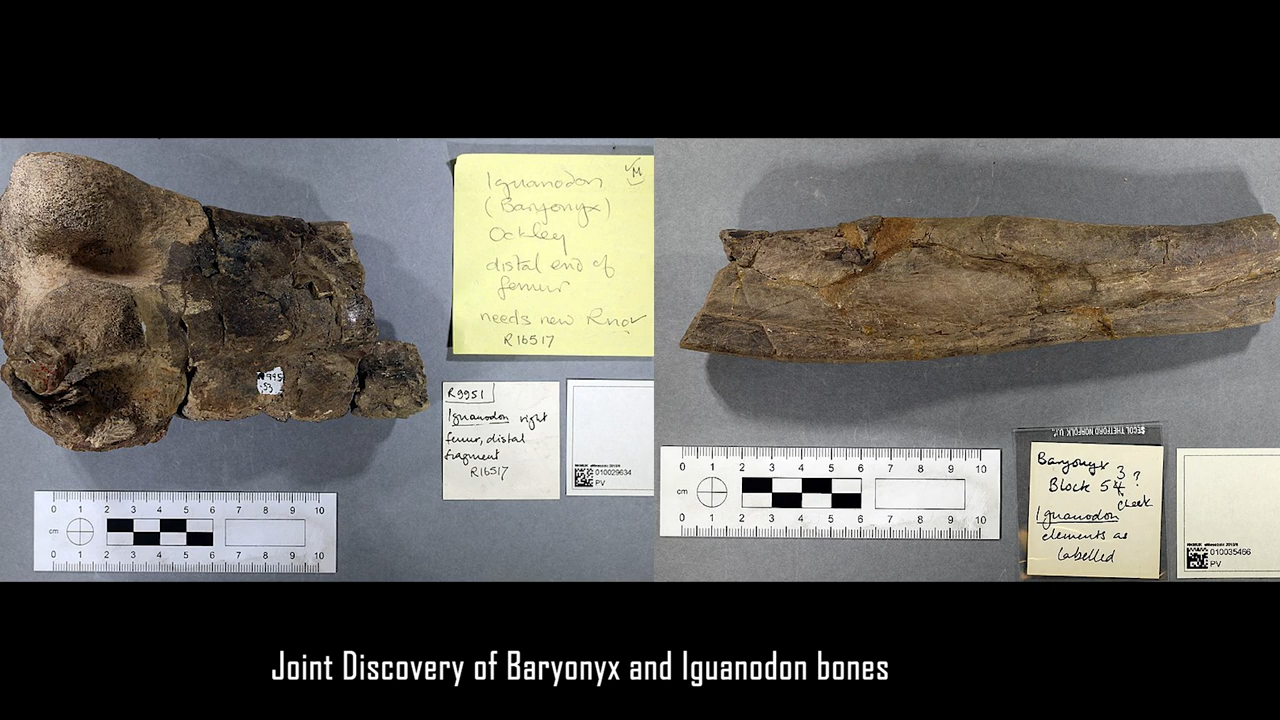 Iguanodon
(Baryonyx)
Ockley
distal end of
femur
needs new R no
R16517
M
R9951
Iguanodon right
femur, distal
fragment
R16517
010029634
PV
0 1 2 3 4 5 6 7 8 9 10
cm
0 1 2 3 4 5 6 7 8 9 10
SECOL THETFORD NORFOLK U.K.
Baryonyx 3?
Block 54
check
Iguanodon
elements as
labelled
010035466
PV
0 1 2 3 4 5 6 7 8 9 10
cm
0 1 2 3 4 5 6 7 8 9 10
Joint Discovery of Baryonyx and Iguanodon bones